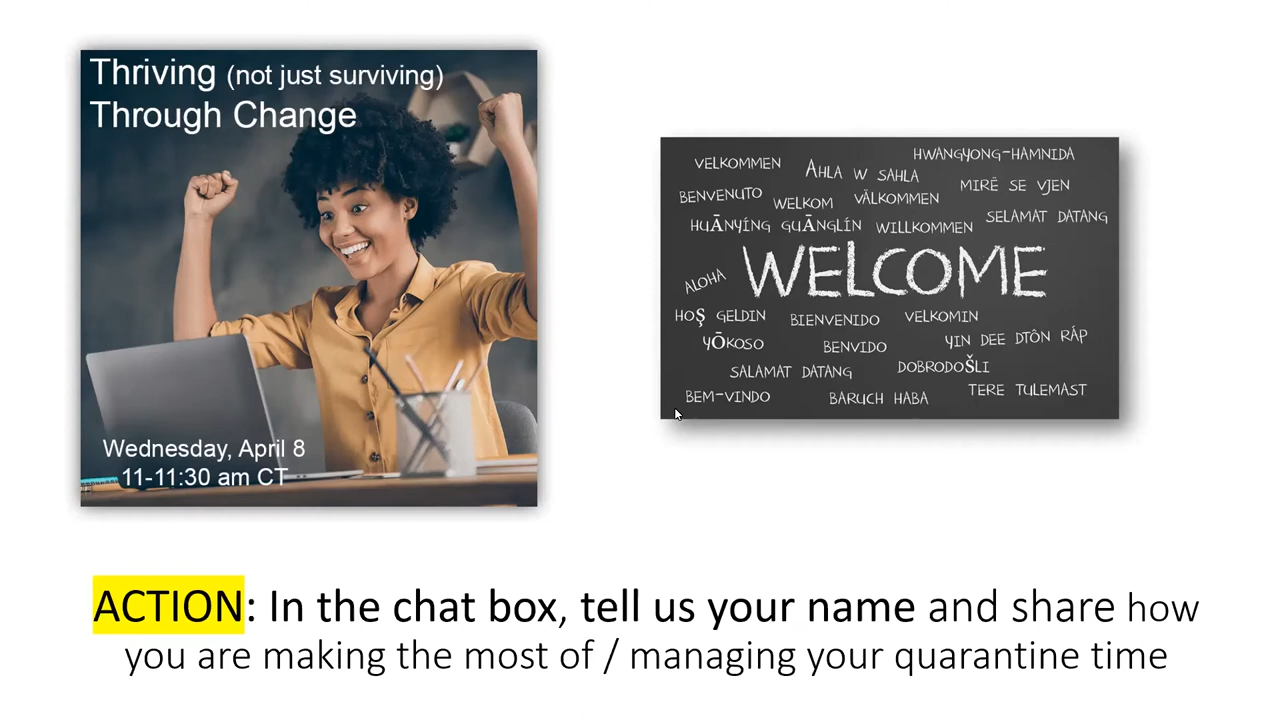 Thriving (not just surviving)
Through Change
Wednesday, April 8
11-11:30 am CT
VELKOMMEN
AHLA W SAHLA
HWANGYONG-HAMNIDA
BENVENUTO
WELKOM
VÄLKOMMEN
MIRË SE VJEN
HUĀNYÍNG GUĀNGLÍN
WILLKOMMEN
SELAMAT DATANG
ALOHA
WELCOME
HOŞ GELDIN
BIENVENIDO
VELKOMIN
YŌKOSO
BENVIDO
YIN DEE DTÔN RÁP
SALAMAT DATANG
DOBRODOŠLI
BEM-VINDO
BARUCH HABA
TERE TULEMAST
ACTION: In the chat box, tell us your name and share how
you are making the most of / managing your quarantine time